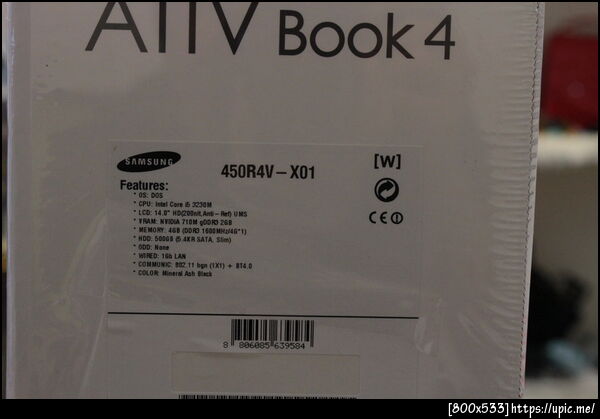 ATIV Book 4
SAMSUNG
450R4V-X01
[W]
Features:
* OS: DOS
* CPU: Intel Core i5 3230M
* LCD: 14.0" HD(200nit,Anti-Ref) UMS
* VRAM: NVIDIA 710M gDDR3 2GB
* MEMORY: 4GB (DDR3 1600MHz/4G*1)
* HDD: 500GB (5.4KR SATA, Slim)
* ODD: None
* WIRED: 1Gb LAN
* COMMUNIC: 802.11 bgn (1X1) + BT4.0
* COLOR: Mineral Ash Black
CE
8 806085 639584
[800x533]https://upic.me/